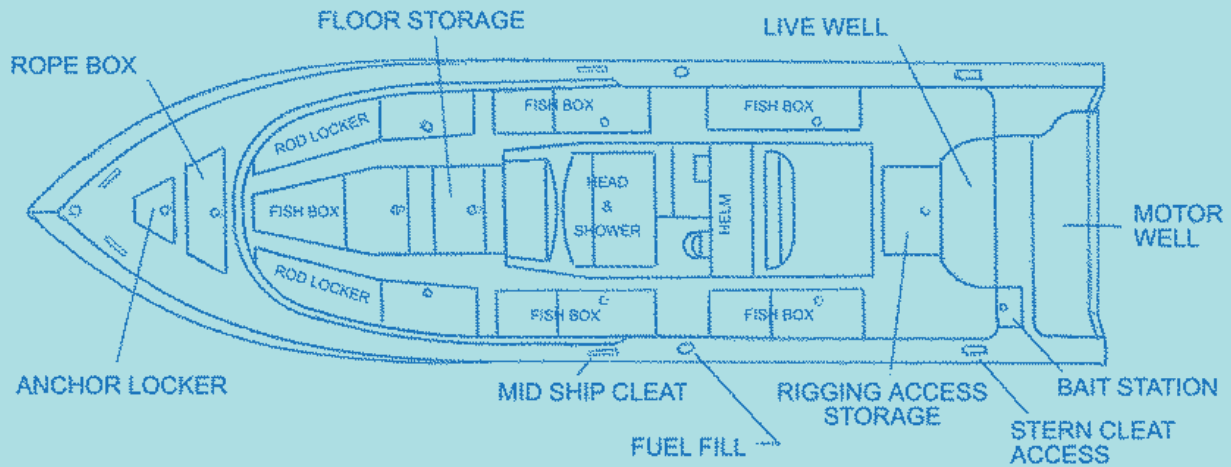 FLOOR STORAGE
LIVE WELL
ROPE BOX
FISH BOX
FISH BOX
ROD LOCKER
HEAD
&
SHOWER
HELM
FISH BOX
MOTOR
WELL
ROD LOCKER
FISH BOX
FISH BOX
ANCHOR LOCKER
MID SHIP CLEAT
RIGGING ACCESS
STORAGE
BAIT STATION
FUEL FILL
STERN CLEAT
ACCESS